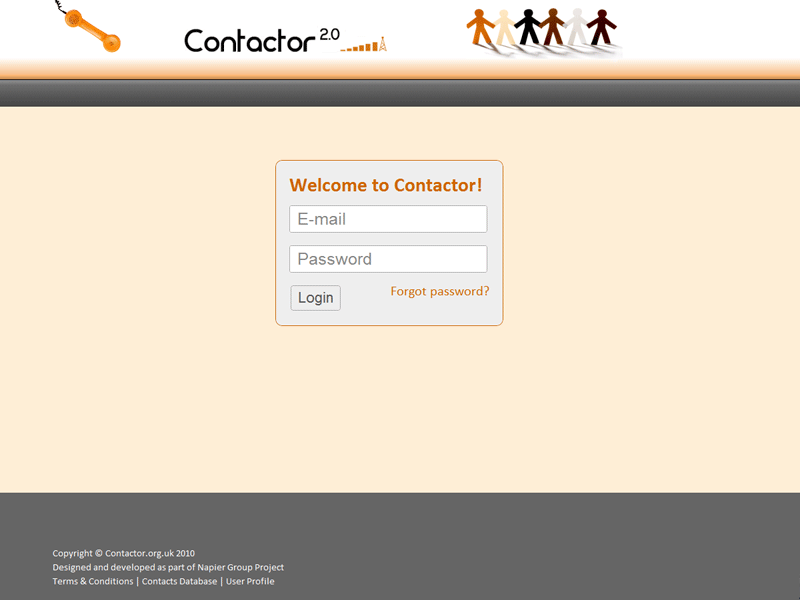 Contactor 2.0
Welcome to Contactor!
E-mail
Password
Login
Forgot password?
Copyright © Contactor.org.uk 2010
Designed and developed as part of Napier Group Project
Terms & Conditions | Contacts Database | User Profile